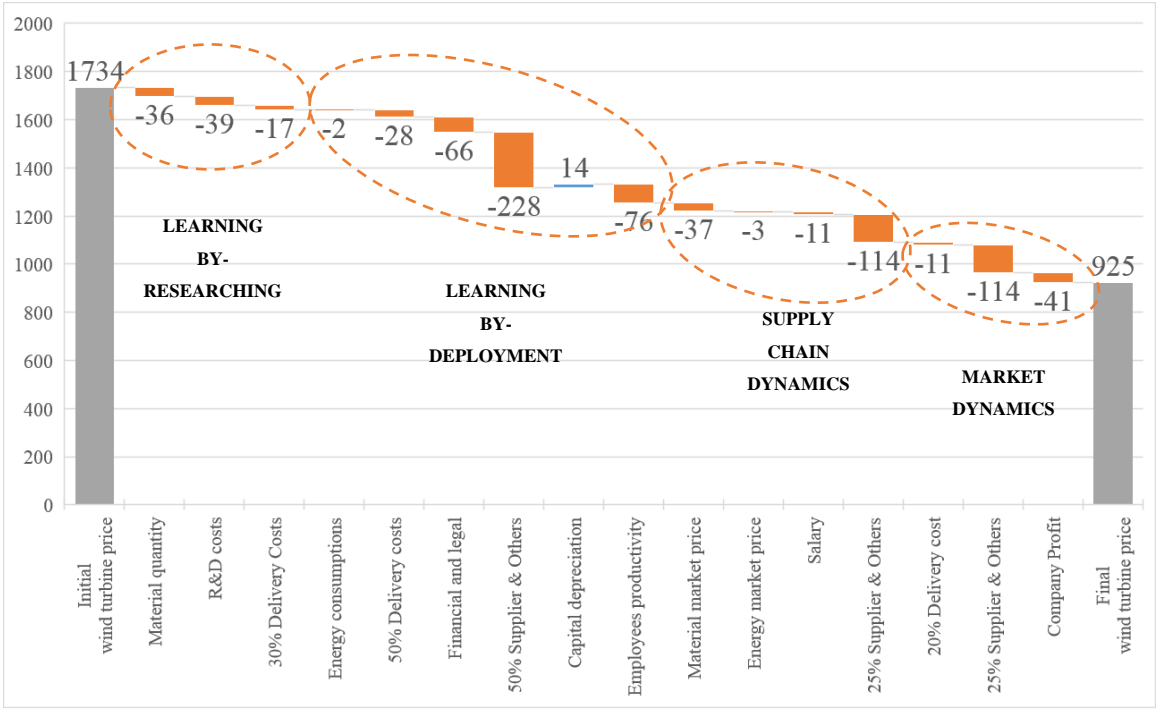 2000
1800
1600
1400
1200
1000
800
600
400
200
0
1734
-36
-39
-17
-2
-28
-66
-228
14
-76
-37
-3
-11
-114
-11
-114
-41
925
LEARNING
BY-
RESEARCHING
LEARNING
BY-
DEPLOYMENT
SUPPLY
CHAIN
DYNAMICS
MARKET
DYNAMICS
Initial
wind turbine price
Material quantity
R&D costs
30% Delivery Costs
Energy consumptions
50% Delivery costs
Financial and legal
50% Supplier & Others
Capital depreciation
Employees productivity
Material market price
Energy market price
Salary
25% Supplier & Others
20% Delivery cost
25% Supplier & Others
Company Profit
Final
wind turbine price